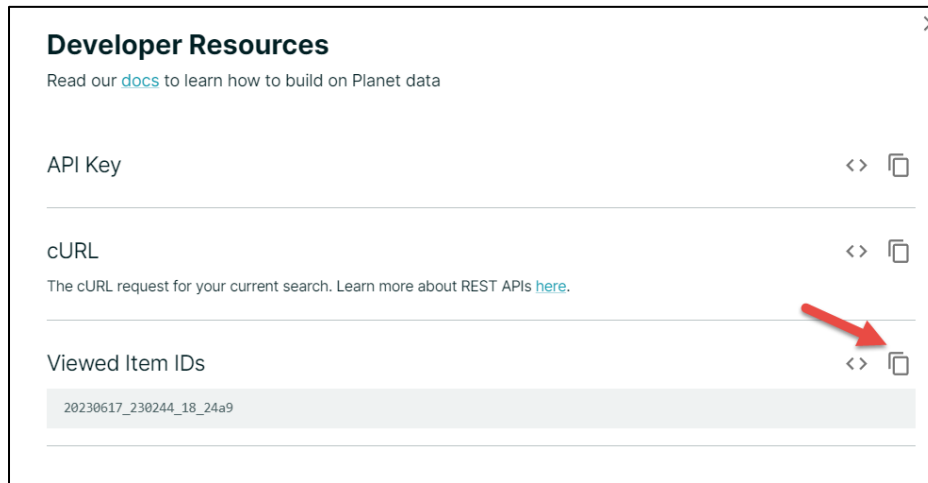 Developer Resources
Read our docs to learn how to build on Planet data
API Key
cURL
The cURL request for your current search. Learn more about REST APIs here.
Viewed Item IDs
20230617_230244_18_24a9